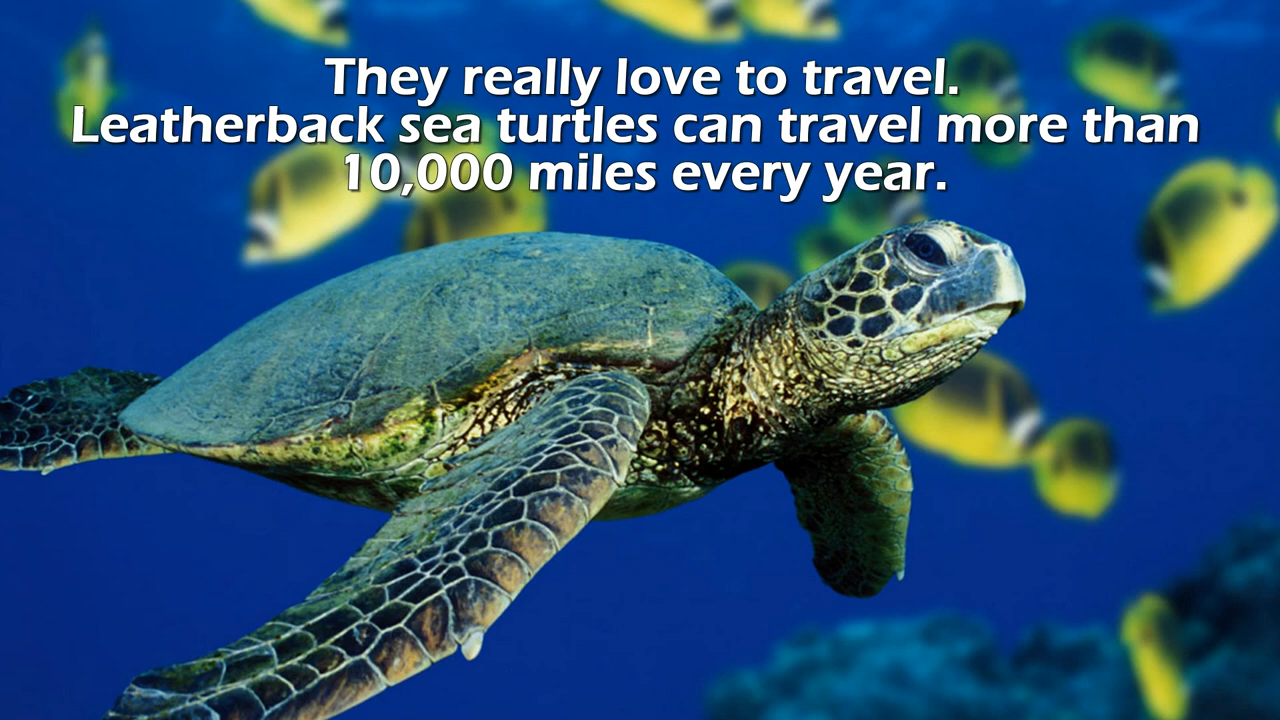 They really love to travel.
Leatherback sea turtles can travel more than
10,000 miles every year.